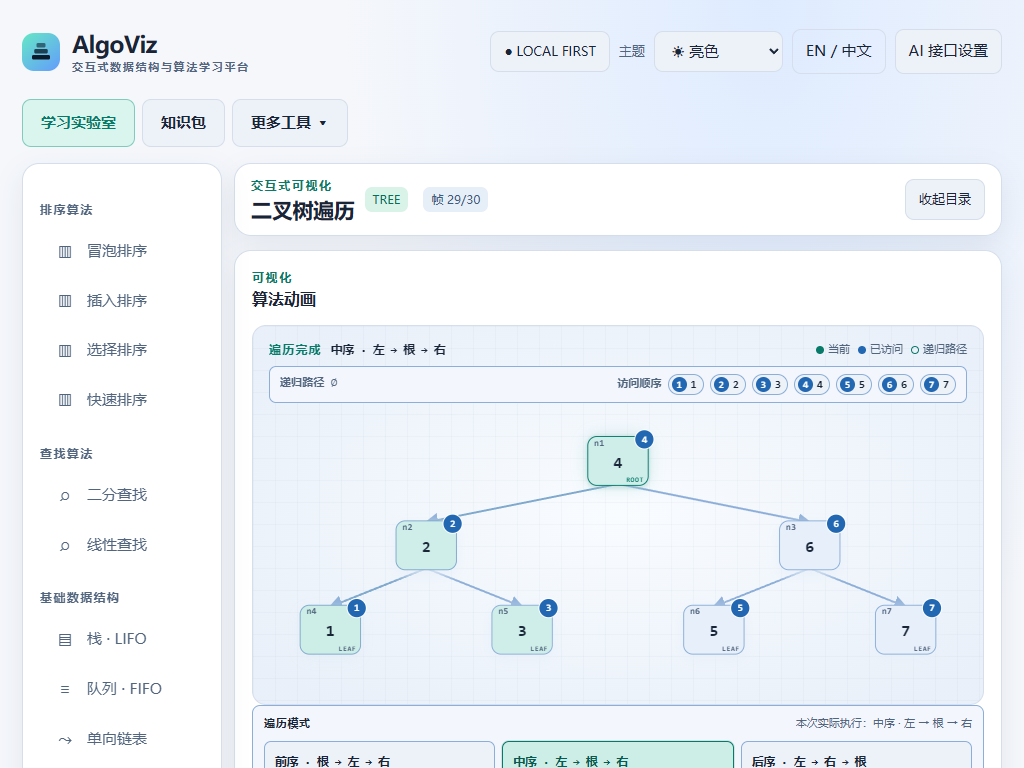 AlgoViz
交互式数据结构与算法学习平台
● LOCAL FIRST
主题
☀ 亮色
EN / 中文
AI 接口设置
学习实验室
知识包
更多工具 ▾
排序算法
冒泡排序
插入排序
选择排序
快速排序
查找算法
二分查找
线性查找
基础数据结构
栈 · LIFO
队列 · FIFO
单向链表
交互式可视化
二叉树遍历
TREE
帧 29/30
收起目录
可视化
算法动画
遍历完成 中序 · 左 → 根 → 右
当前 已访问 递归路径
递归路径 ∅
访问顺序 1 1 2 2 3 3 4 4 5 5 6 6 7 7
n1 4
4
ROOT
n2 2
2
n3 6
6
n4 1
1
LEAF
n5 3
3
LEAF
n6 5
5
LEAF
n7 7
7
LEAF
遍历模式
本次实际执行：中序 · 左 → 根 → 右
前序 · 根 → 左 → 右
中序 · 左 → 根 → 右
后序 · 左 → 右 → 根